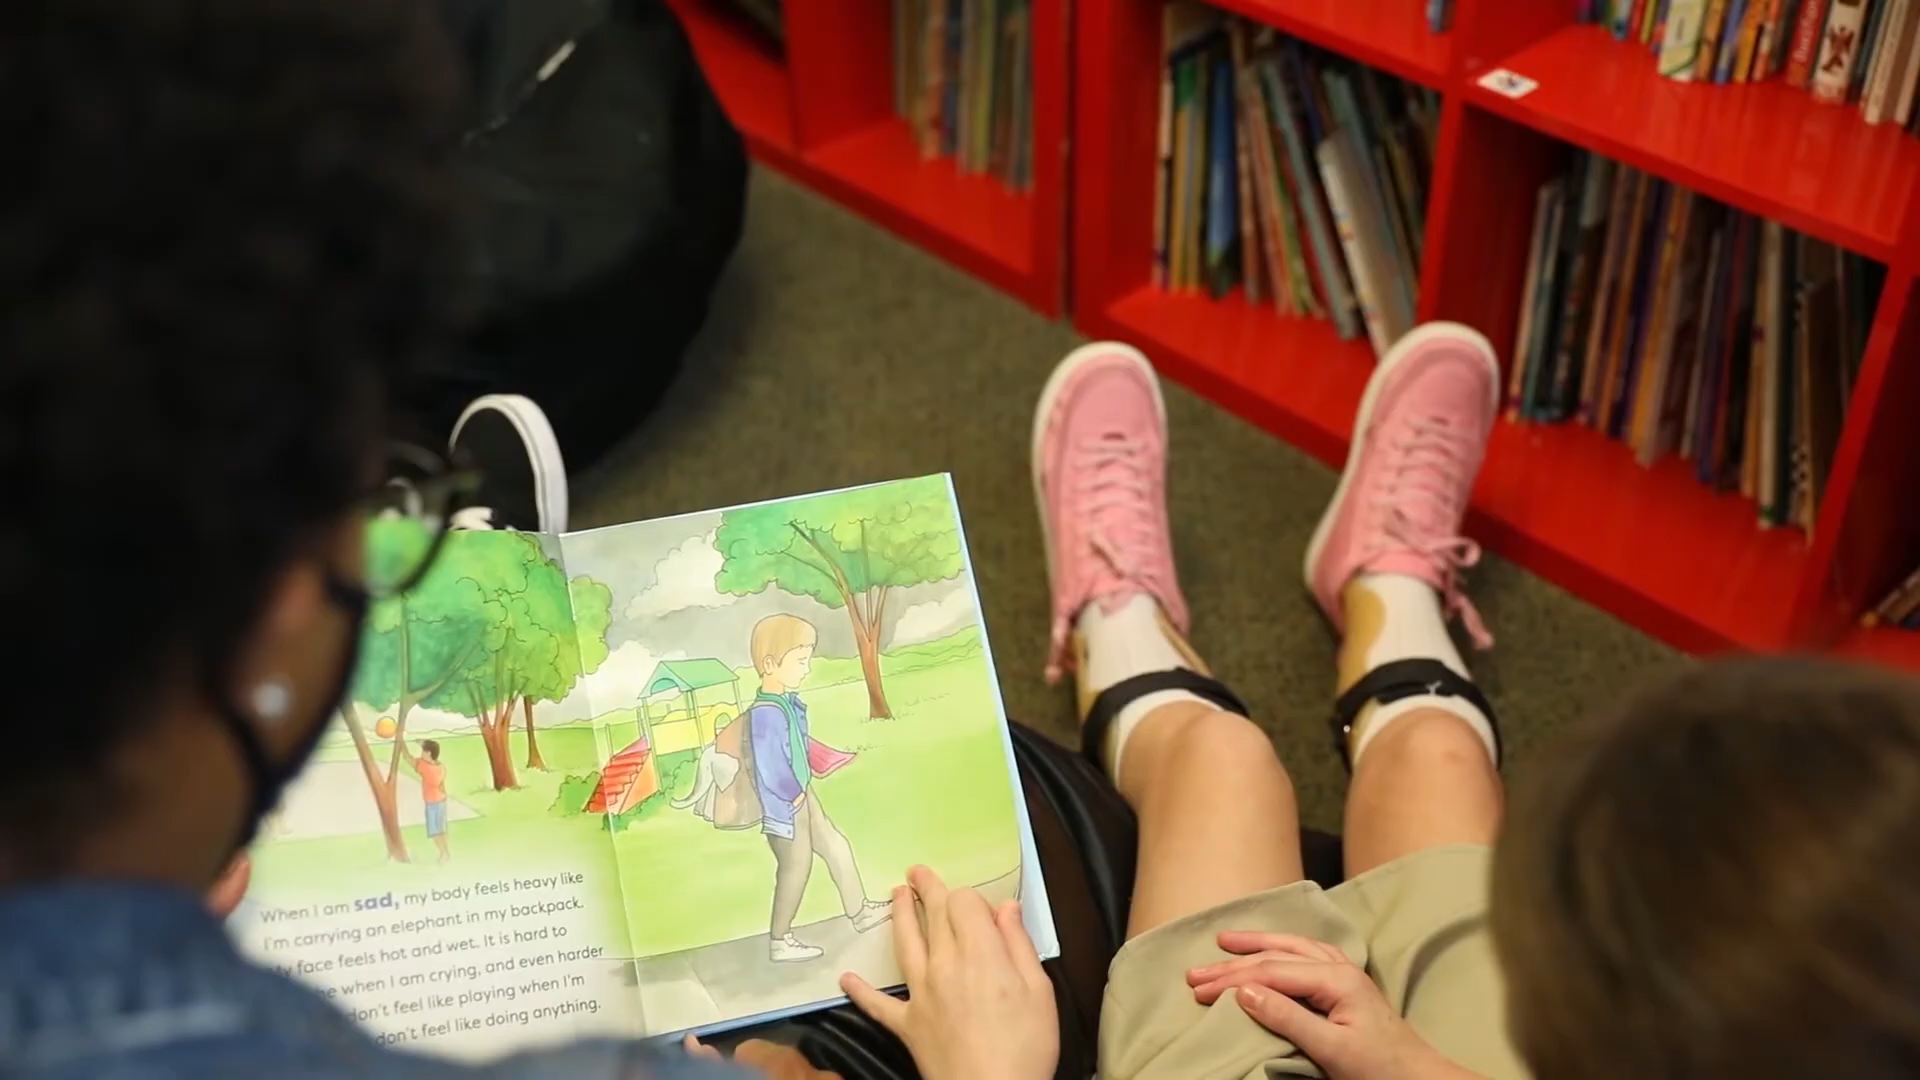 When I am sad, my body feels heavy like
I'm carrying an elephant in my backpack.
face feels hot and wet. It is hard to
when I am crying, and even harder
don't feel like playing when I'm
don't feel like doing anything.